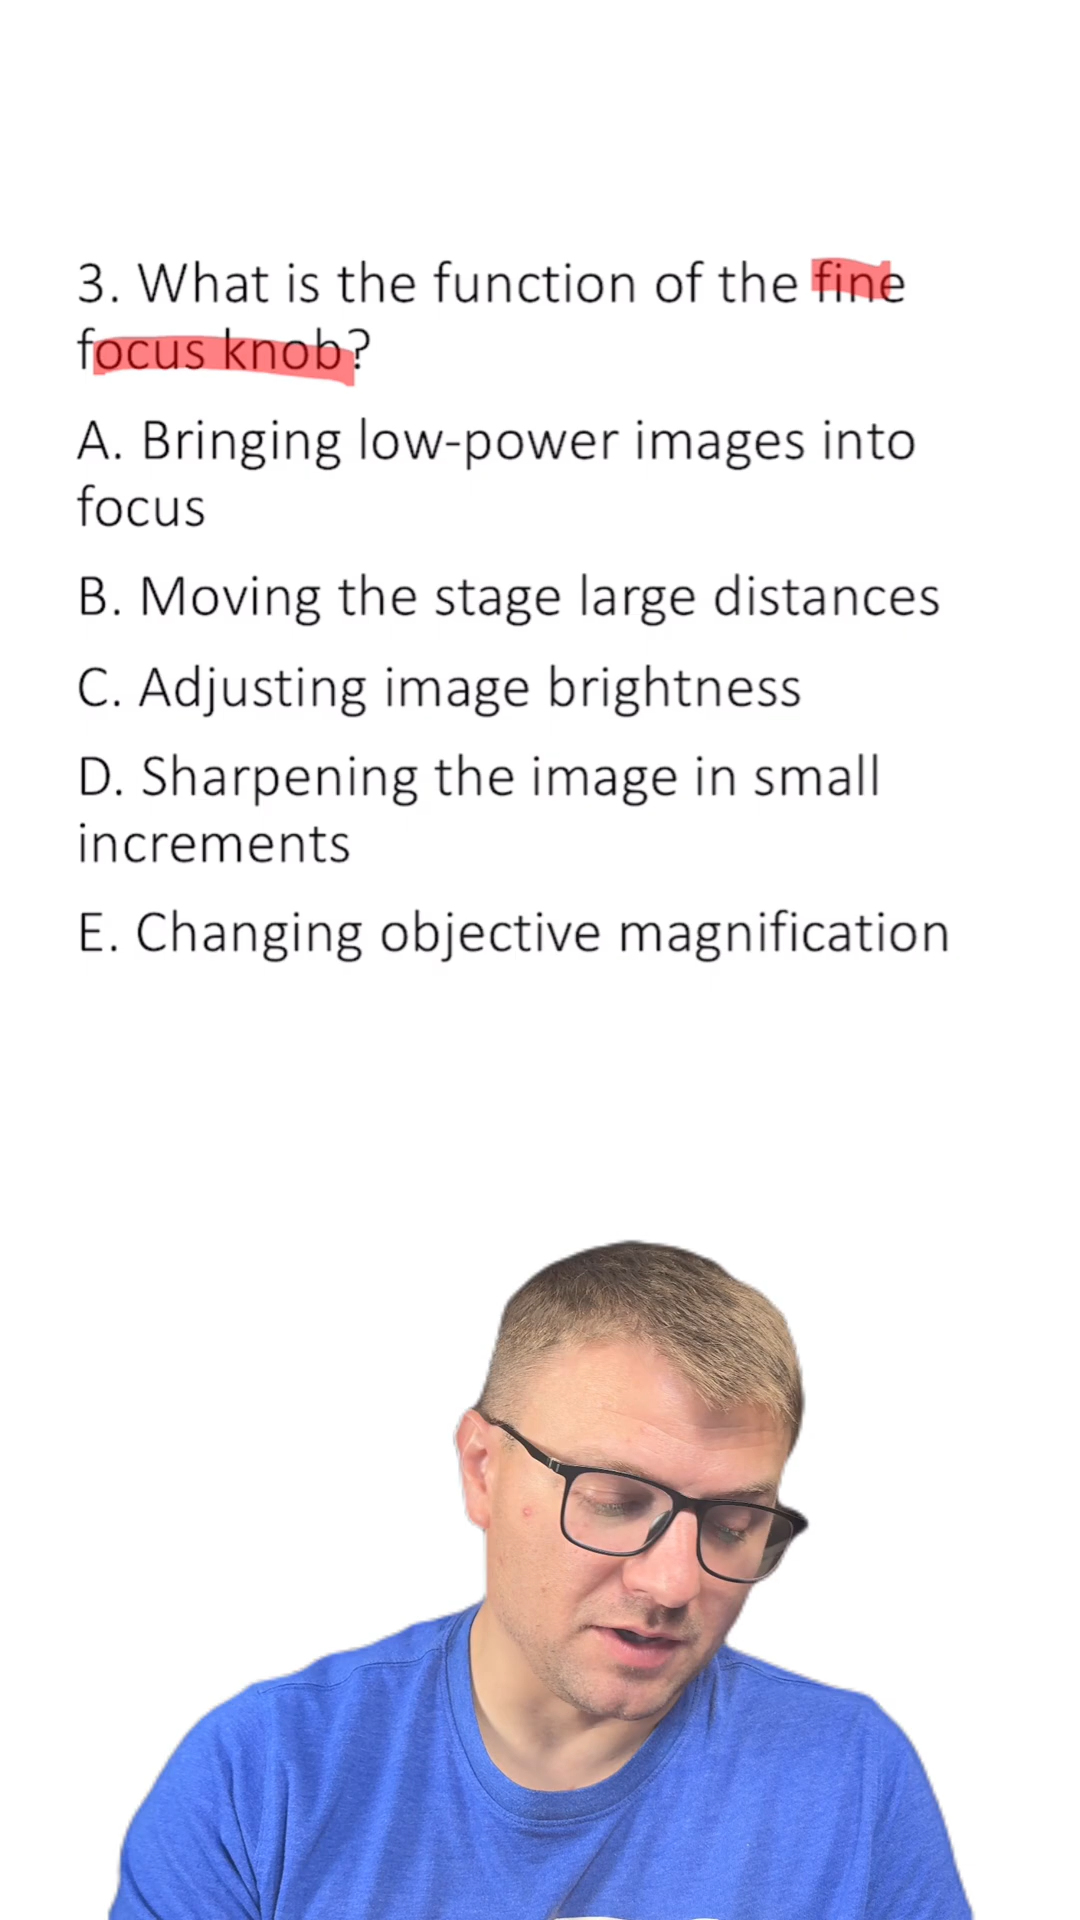 3. What is the function of the fine
focus knob?
A. Bringing low-power images into
focus
B. Moving the stage large distances
C. Adjusting image brightness
D. Sharpening the image in small
increments
E. Changing objective magnification